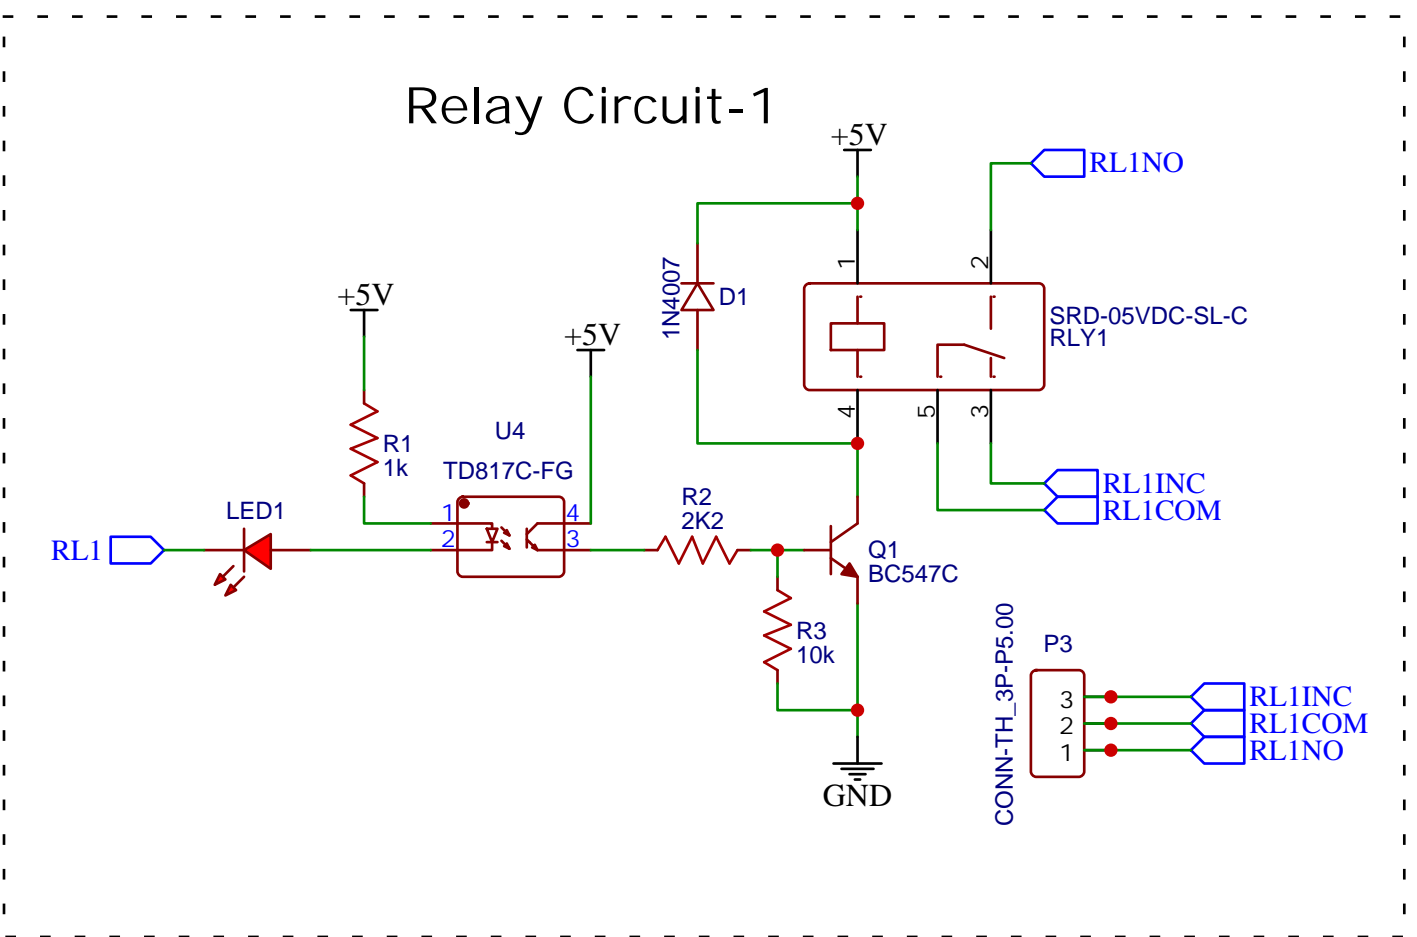 Relay Circuit-1
+5V
RL1NO
1
2
1N4007
D1
+5V
SRD-05VDC-SL-C
RLY1
+5V
4
5
3
R1
1k
U4
TD817C-FG
RL1INC
RL1COM
LED1
1
4
R2
2K2
RL1
2
3
Q1
BC547C
R3
10k
CONN-TH_3P-P5.00
P3
3
RL1INC
2
RL1COM
1
RL1NO
GND